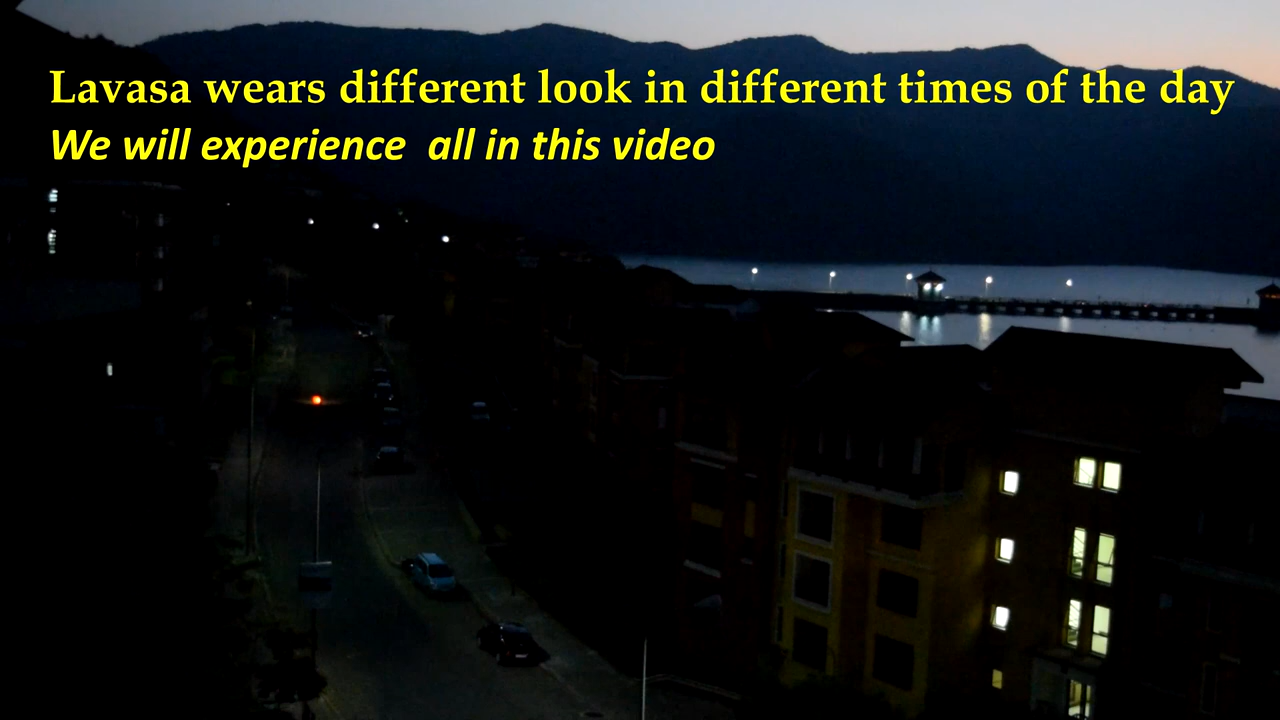 Lavasa wears different look in different times of the day
We will experience  all in this video